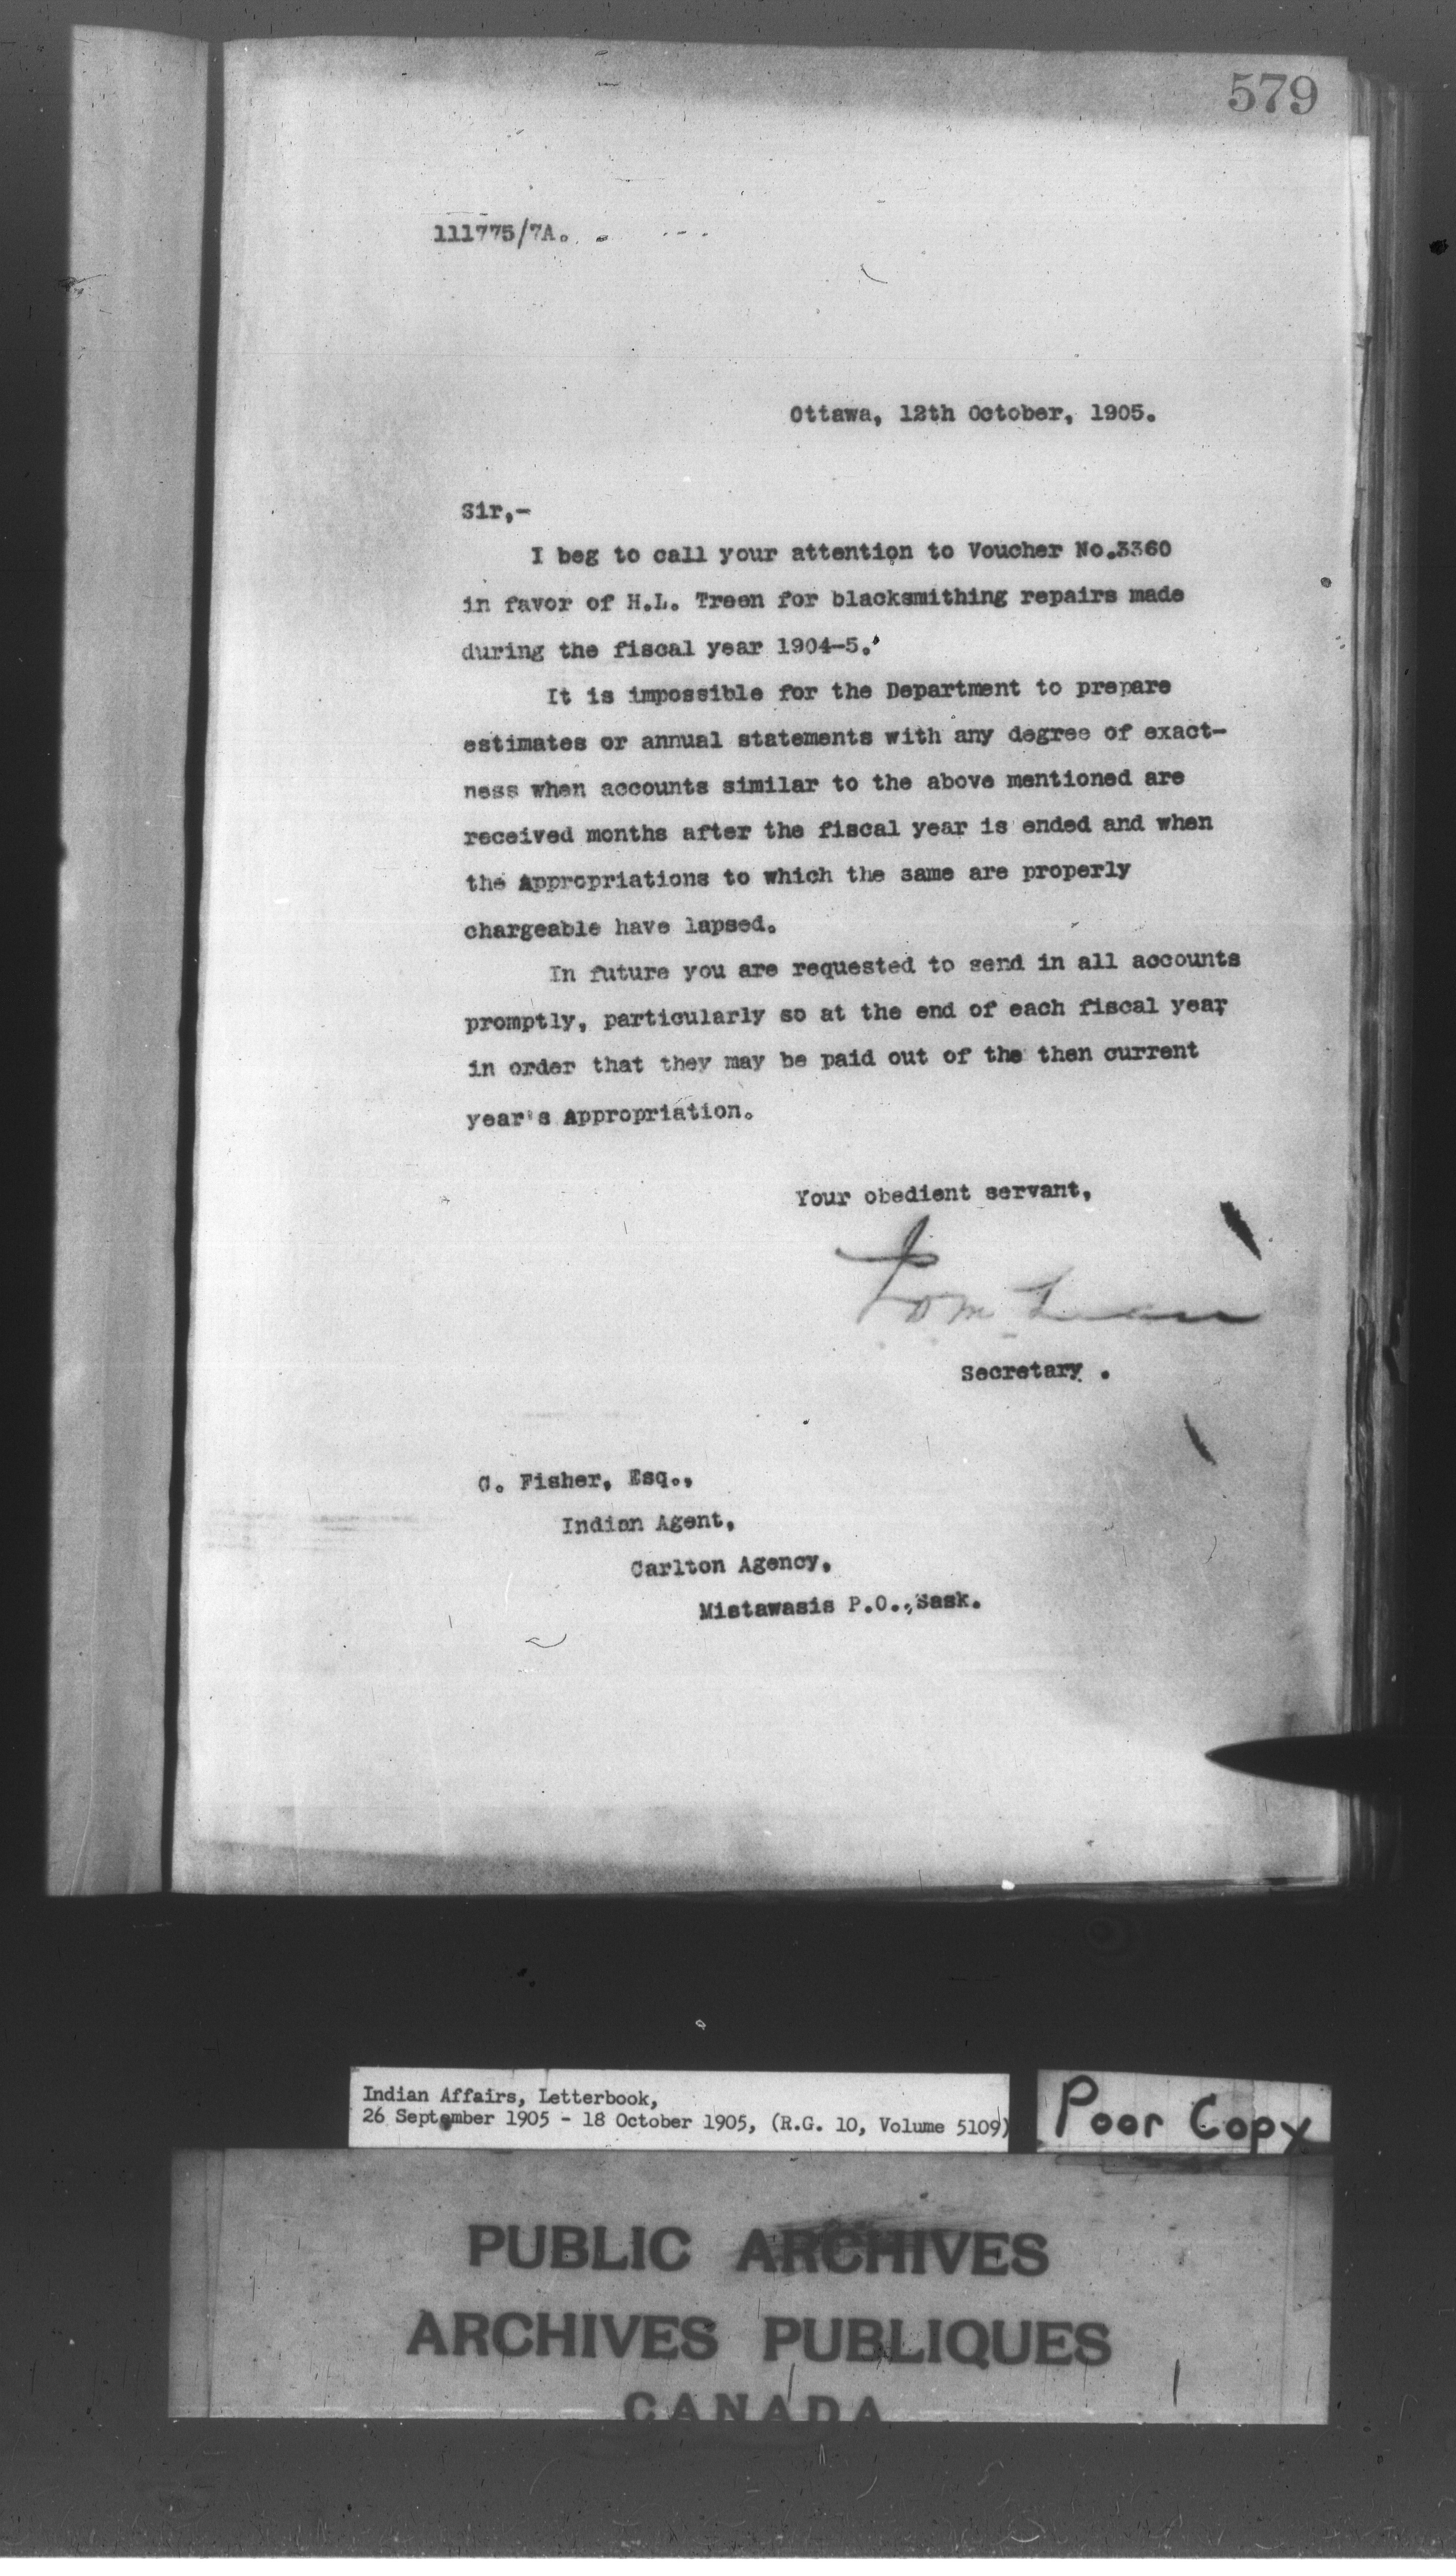 579
111775/7A.
Ottawa, 12th October, 1905.
Sir,-
I beg to call your attention to Voucher No.3360
in favor of H.L. Treen for blacksmithing repairs made
during the fiscal year 1904-5.
It is impossible for the Department to prepare
estimates or annual statements with any degree of exact-
ness when accounts similar to the above mentioned are
received months after the fiscal year is ended and when
the Appropriations to which the same are properly
chargeable have lapsed.
In future you are requested to send in all accounts
promptly, particularly so at the end of each fiscal year,
in order that they may be paid out of the then current
year's Appropriation.
Your obedient servant,
Secretary .
C. Fisher, Esq.,
Indian Agent,
Carlton Agency,
Mistawasis P.O., Sask.
Indian Affairs, Letterbook,
26 September 1905 - 18 October 1905, (R.G. 10, Volume 5109)
Poor Copy
PUBLIC ARCHIVES
ARCHIVES PUBLIQUES
CANADA